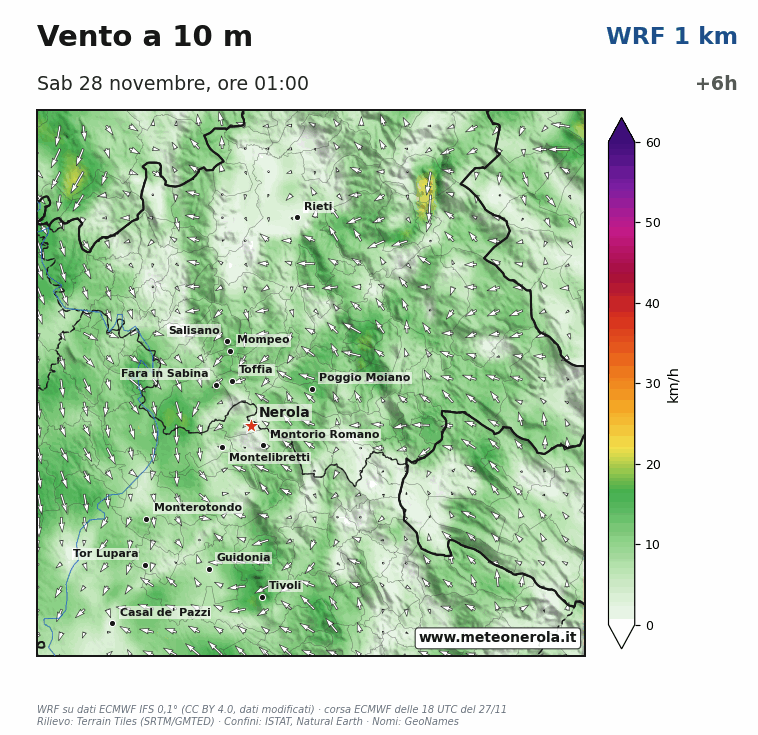 Vento a 10 m
WRF 1 km
Sab 28 novembre, ore 01:00
+6h
Rieti
Salisano
Mompeo
Fara in Sabina
Toffia
Poggio Moiano
Nerola
Montorio Romano
Montelibretti
Monterotondo
Tor Lupara
Guidonia
Tivoli
Casal de' Pazzi
www.meteonerola.it
60
50
40
30
20
10
0
km/h
WRF su dati ECMWF IFS 0,1° (CC BY 4.0, dati modificati) · corsa ECMWF delle 18 UTC del 27/11
Rilievo: Terrain Tiles (SRTM/GMTED) · Confini: ISTAT, Natural Earth · Nomi: GeoNames